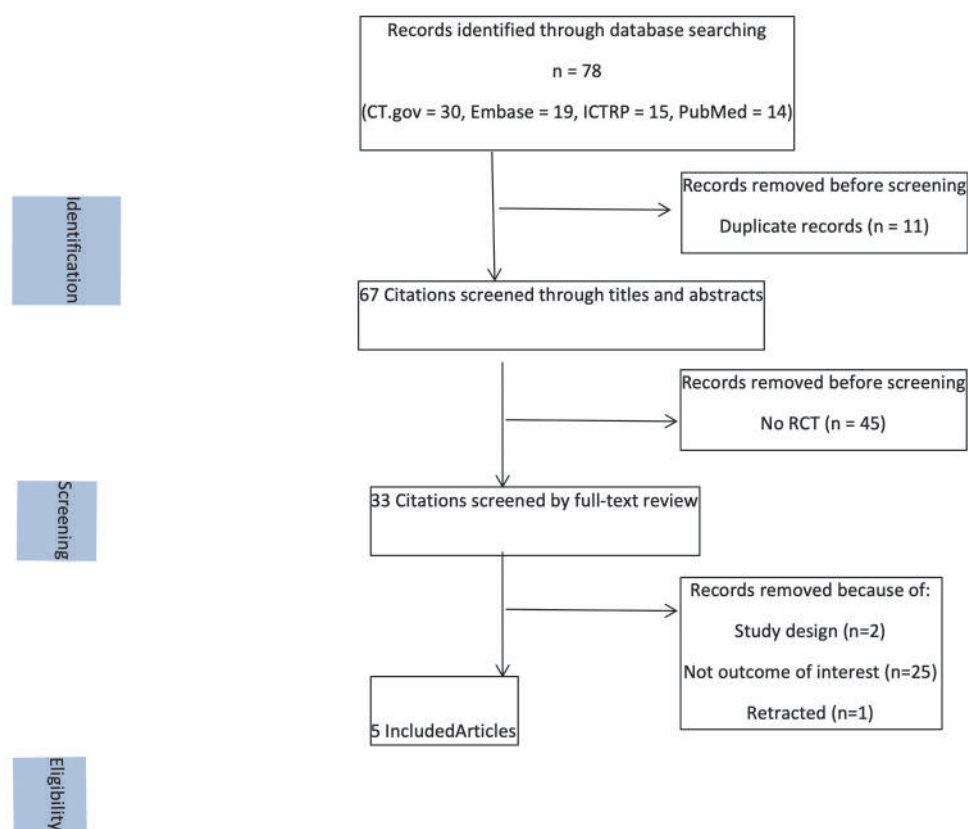 Records identified through database searching
n = 78
(CT.gov = 30, Embase = 19, ICTRP = 15, PubMed = 14)
Records removed before screening
Duplicate records (n = 11)
Identification
67 Citations screened through titles and abstracts
Records removed before screening
No RCT (n = 45)
Screening
33 Citations screened by full-text review
Records removed because of:
Study design (n=2)
Not outcome of interest (n=25)
Retracted (n=1)
5 IncludedArticles
Eligibility